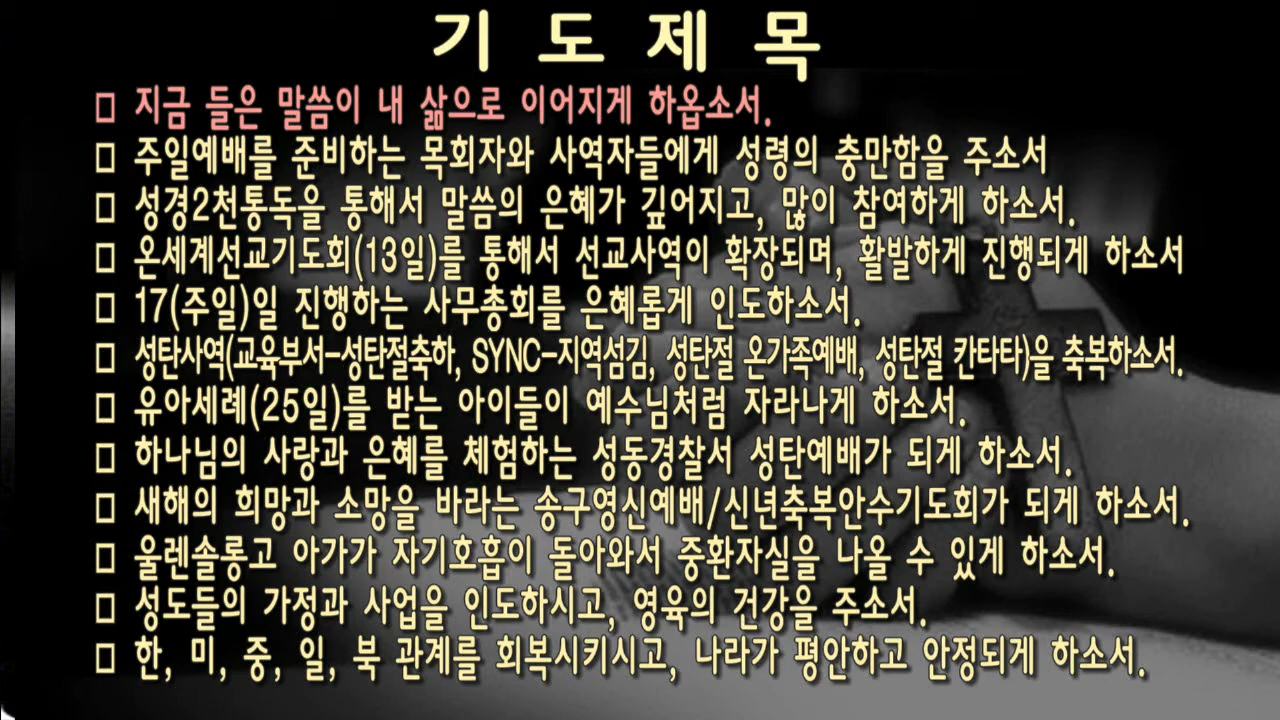 기 도 제 목
□ 지금 들은 말씀이 내 삶으로 이어지게 하옵소서.
□ 주일예배를 준비하는 목회자와 사역자들에게 성령의 충만함을 주소서
□ 성경2천통독을 통해서 말씀의 은혜가 깊어지고, 많이 참여하게 하소서.
□ 온세계선교기도회(13일)를 통해서 선교사역이 확장되며, 활발하게 진행되게 하소서
□ 17(주일)일 진행하는 사무총회를 은혜롭게 인도하소서.
□ 성탄사역(교육부서-성탄절축하, SYNC-지역섬김, 성탄절 온가족예배, 성탄절 칸타타)을 축복하소서.
□ 유아세례(25일)를 받는 아이들이 예수님처럼 자라나게 하소서.
□ 하나님의 사랑과 은혜를 체험하는 성동경찰서 성탄예배가 되게 하소서.
□ 새해의 희망과 소망을 바라는 송구영신예배/신년축복안수기도회가 되게 하소서.
□ 울렌솔롱고 아가가 자기호흡이 돌아와서 중환자실을 나올 수 있게 하소서.
□ 성도들의 가정과 사업을 인도하시고, 영육의 건강을 주소서.
□ 한, 미, 중, 일, 북 관계를 회복시키시고, 나라가 평안하고 안정되게 하소서.